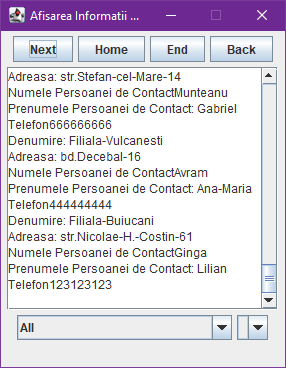 Afisarea Informatii ...
Next Home End Back
Adreasa: str.Stefan-cel-Mare-14
Numele Persoanei de ContactMunteanu
Prenumele Persoanei de Contact: Gabriel
Telefon666666666
Denumire: Filiala-Vulcanesti
Adreasa: bd.Decebal-16
Numele Persoanei de ContactAvram
Prenumele Persoanei de Contact: Ana-Maria
Telefon444444444
Denumire: Filiala-Buiucani
Adreasa: str.Nicolae-H.-Costin-61
Numele Persoanei de ContactGinga
Prenumele Persoanei de Contact: Lilian
Telefon123123123
All